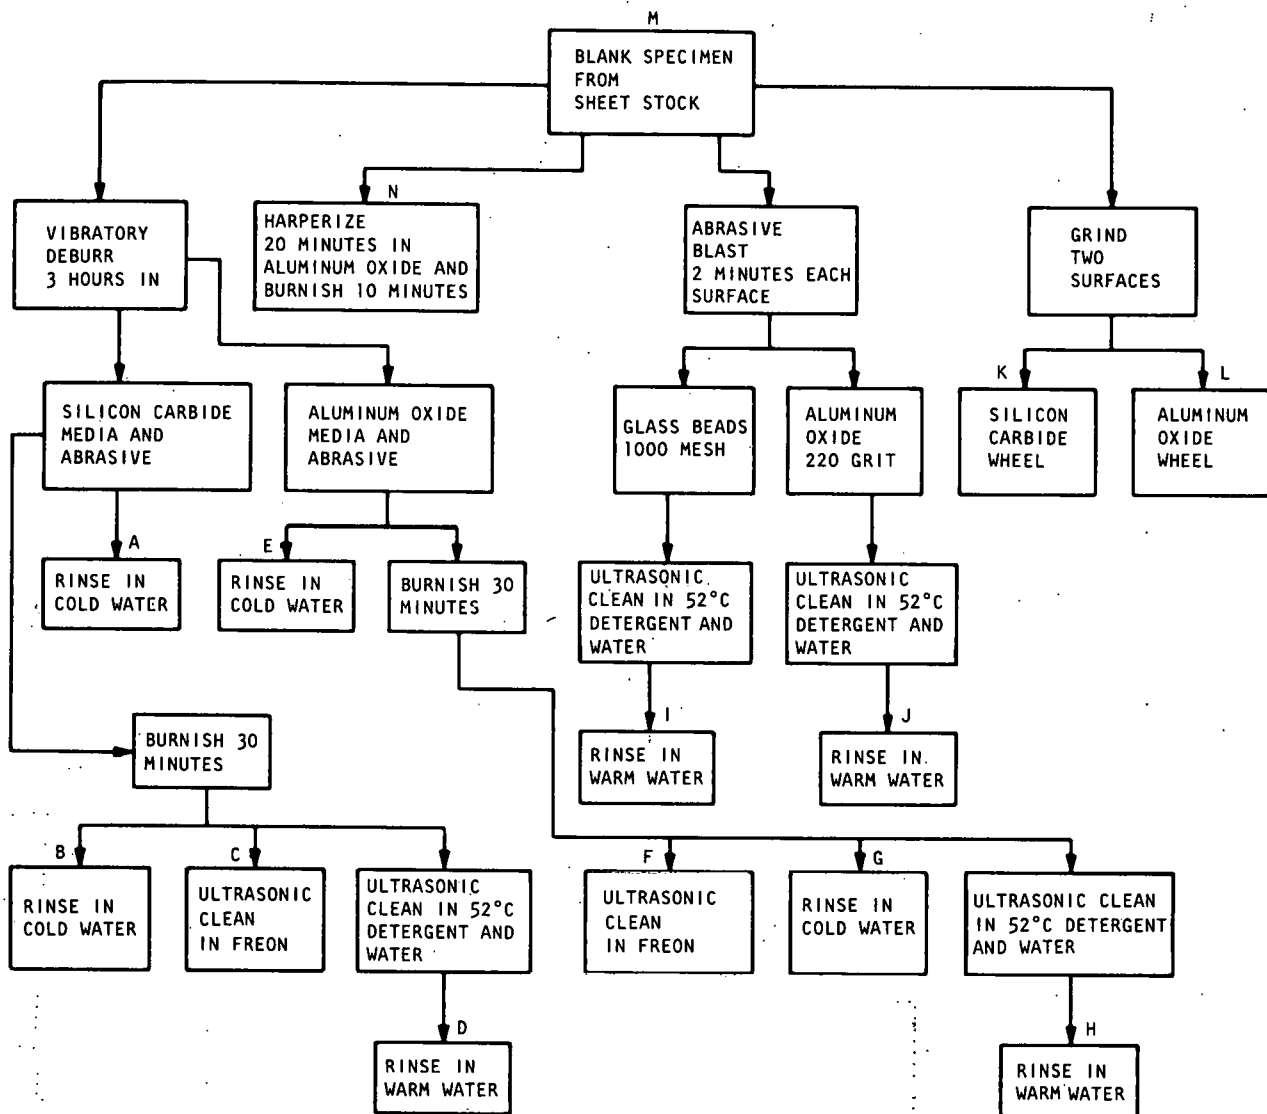 M
BLANK SPECIMEN
FROM
SHEET STOCK
VIBRATORY
DEBURR
3 HOURS IN
N
HARPERIZE
20 MINUTES IN
ALUMINUM OXIDE AND
BURNISH 10 MINUTES
ABRASIVE
BLAST
2 MINUTES EACH
SURFACE
GRIND
TWO
SURFACES
SILICON CARBIDE
MEDIA AND
ABRASIVE
ALUMINUM OXIDE
MEDIA AND
ABRASIVE
GLASS BEADS
1000 MESH
ALUMINUM
OXIDE
220 GRIT
K
SILICON
CARBIDE
WHEEL
L
ALUMINUM
OXIDE
WHEEL
A
RINSE IN
COLD WATER
E
RINSE IN
COLD WATER
BURNISH 30
MINUTES
ULTRASONIC
CLEAN IN 52°C
DETERGENT AND
WATER
ULTRASONIC
CLEAN IN 52°C
DETERGENT AND
WATER
BURNISH 30
MINUTES
I
RINSE IN
WARM WATER
J
RINSE IN.
WARM WATER
B
RINSE IN
COLD WATER
C
ULTRASONIC
CLEAN
IN FREON
ULTRASONIC
CLEAN IN 52°C
DETERGENT AND
WATER
F
ULTRASONIC
CLEAN
IN FREON
G
RINSE IN
COLD WATER
ULTRASONIC CLEAN
IN 52°C DETERGENT
AND WATER
D
RINSE IN
WARM WATER
H
RINSE IN
WARM WATER